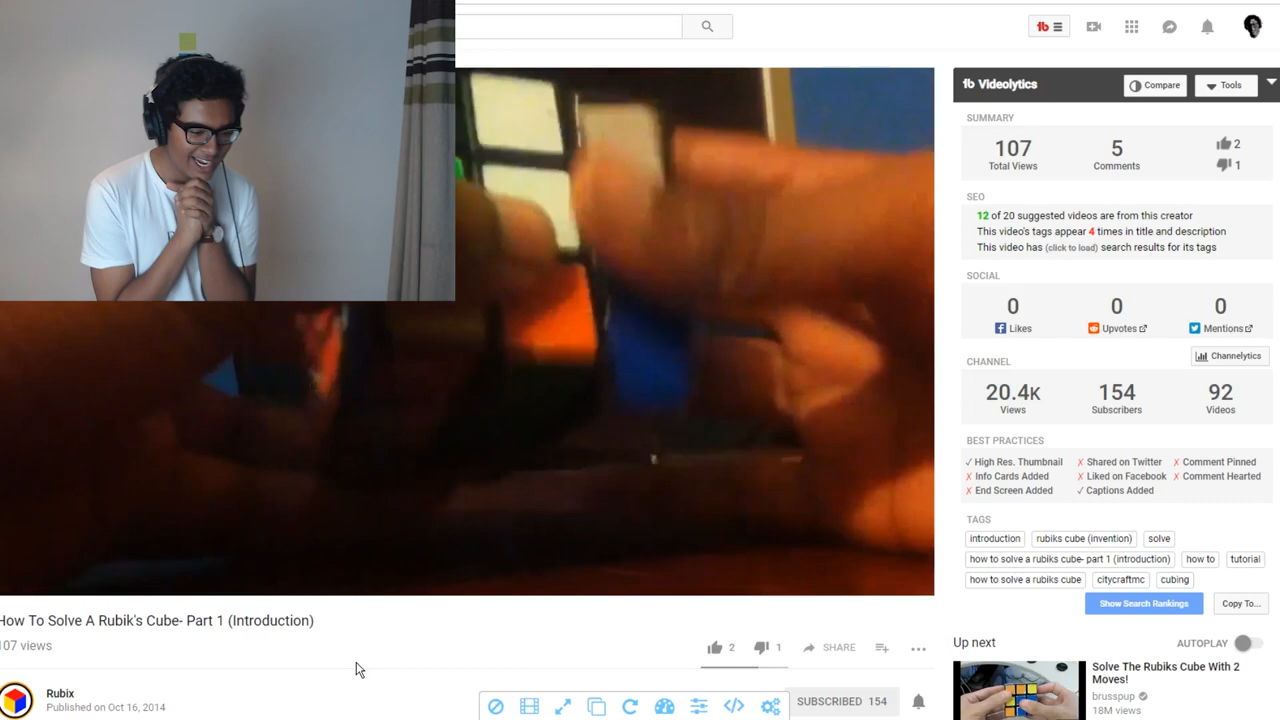 tb
Videolytics
Compare
Tools
SUMMARY
107
Total Views
5
Comments
2
1
SEO
12 of 20 suggested videos are from this creator
This video's tags appear 4 times in title and description
This video has (click to load) search results for its tags
SOCIAL
0
Likes
0
Upvotes
0
Mentions
CHANNEL
Channelytics
20.4K
Views
154
Subscribers
92
Videos
BEST PRACTICES
✓ High Res. Thumbnail
✗ Shared on Twitter
✗ Comment Pinned
✗ Info Cards Added
✗ Liked on Facebook
✗ Comment Hearted
✗ End Screen Added
✓ Captions Added
TAGS
introduction
rubiks cube (invention)
solve
how to solve a rubiks cube- part 1 (introduction)
how to
tutorial
how to solve a rubiks cube
citycraftmc
cubing
Show Search Rankings
Copy To...
How To Solve A Rubik's Cube- Part 1 (Introduction)
107 views
2
1
SHARE
Rubix
Published on Oct 16, 2014
SUBSCRIBED 154
Up next
AUTOPLAY
Solve The Rubiks Cube With 2
Moves!
brusspup
18M views